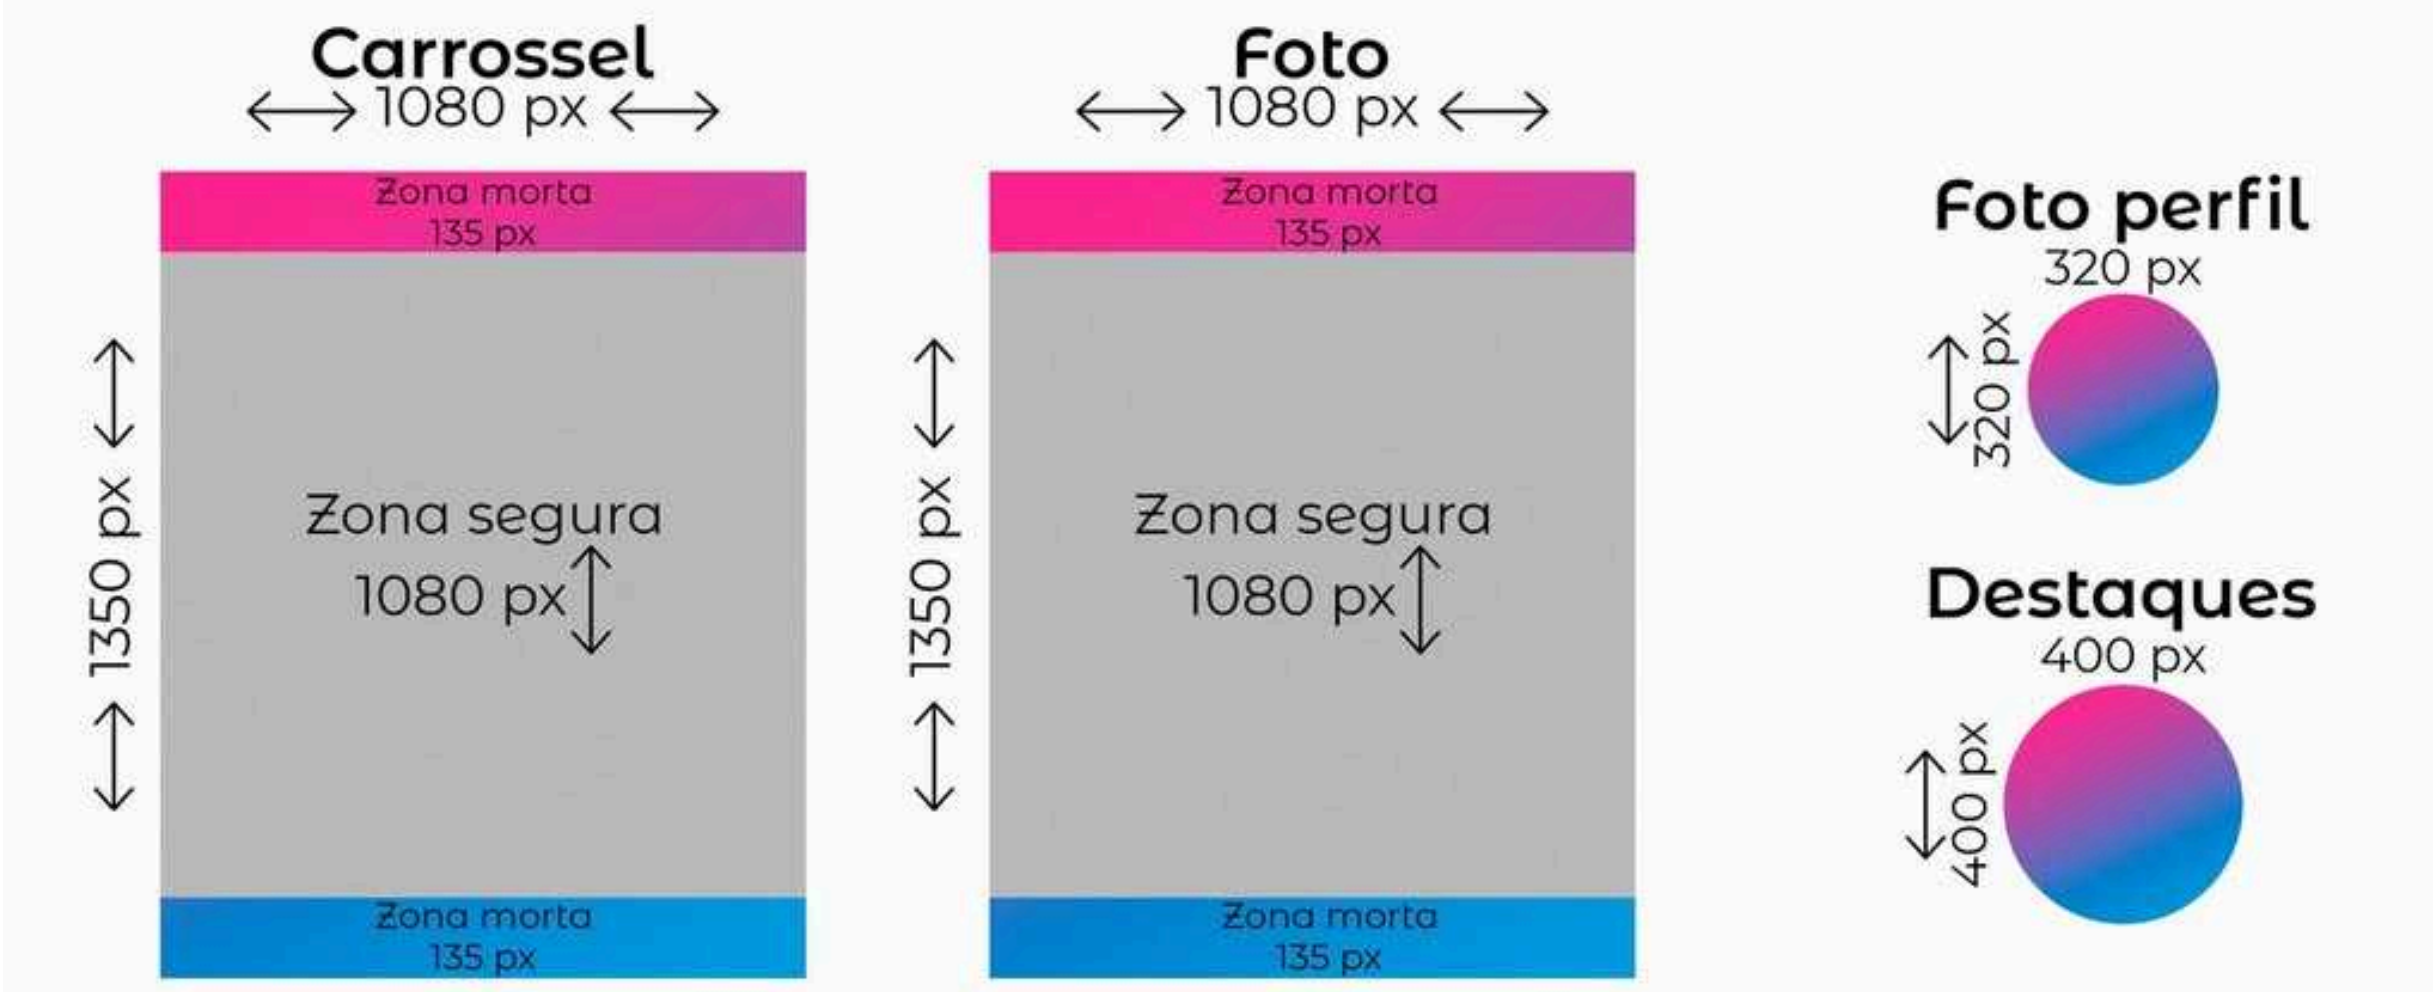 Carrossel
1080 px
Zona morta
135 px
1350 px
Zona segura
1080 px
Zona morta
135 px
Foto
1080 px
Zona morta
135 px
1350 px
Zona segura
1080 px
Zona morta
135 px
Foto perfil
320 px
320 px
Destaques
400 px
400 px